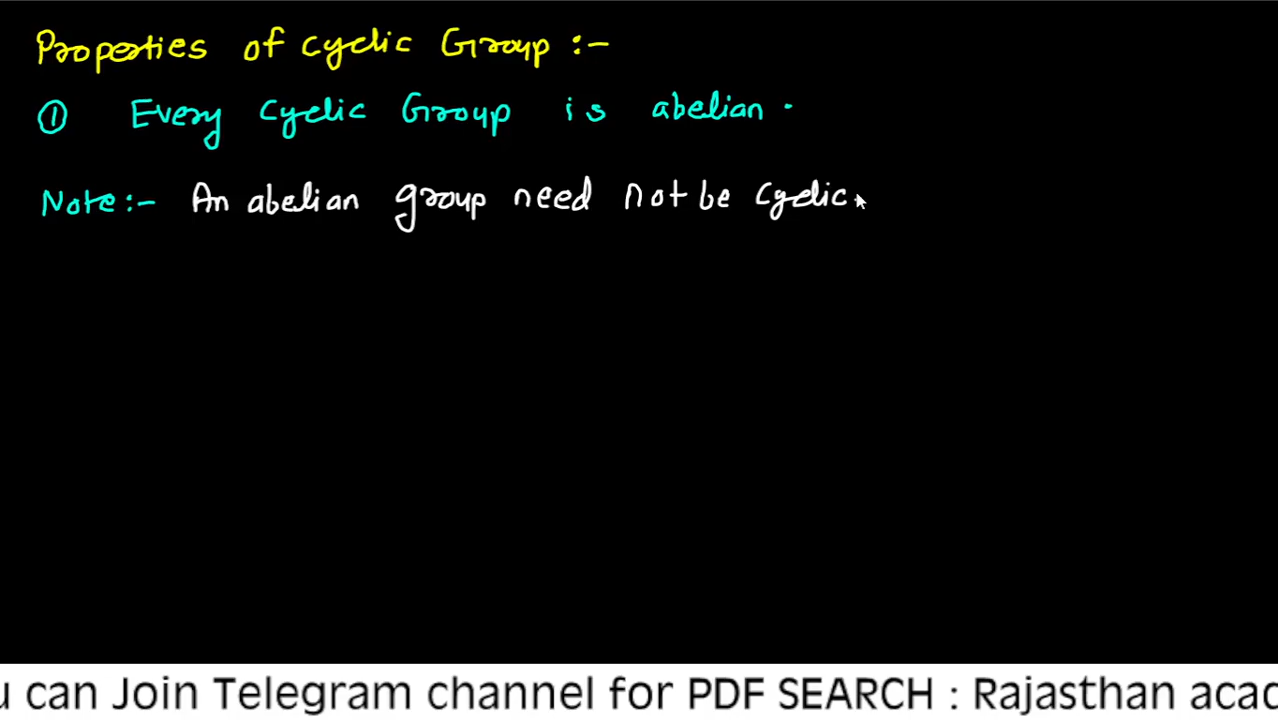 Properties of cyclic Group :-
① Every Cyclic Group is abelian .
Note :- An abelian group need not be Cyclic.
u can Join Telegram channel for PDF SEARCH : Rajasthan acad